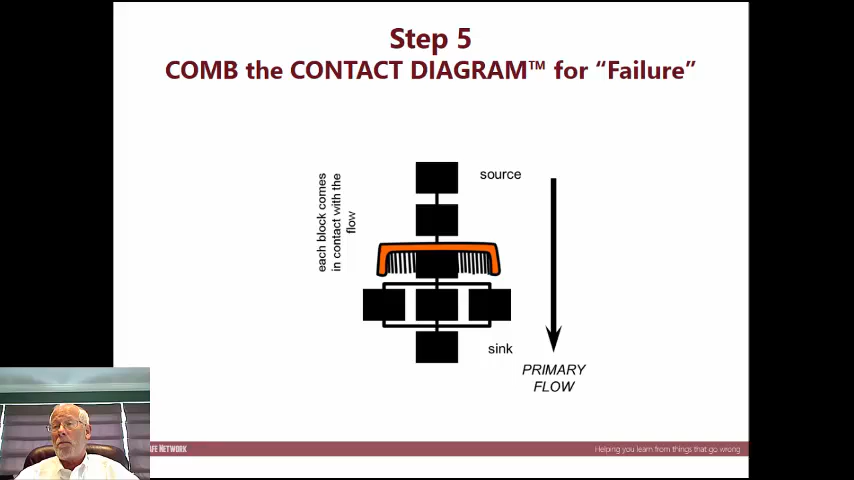 Step 5
COMB the CONTACT DIAGRAM™ for “Failure”
each block comes
in contact with the
flow
source
sink
PRIMARY
FLOW
NETWORK
Helping you learn from things that go wrong